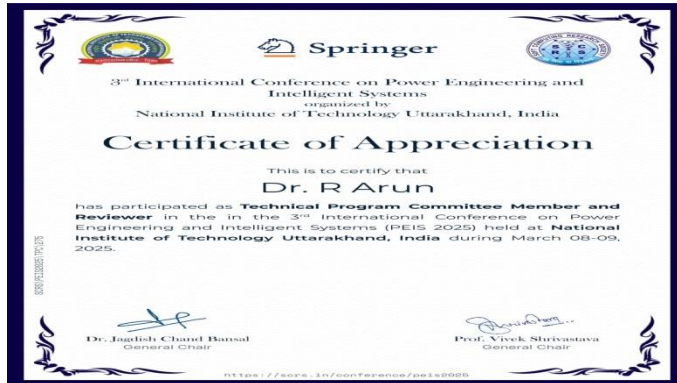 Springer
3rd International Conference on Power Engineering and
Intelligent Systems
organized by
National Institute of Technology Uttarakhand, India
Certificate of Appreciation
This is to certify that
Dr. R Arun
has participated as Technical Program Committee Member and
Reviewer in the in the 3rd International Conference on Power
Engineering and Intelligent Systems (PEIS 2025) held at National
Institute of Technology Uttarakhand, India during March 08-09,
2025.
Dr. Jagdish Chand Bansal
General Chair
Prof. Vivek Shrivastava
General Chair
https://scrs.in/conference/peis2025